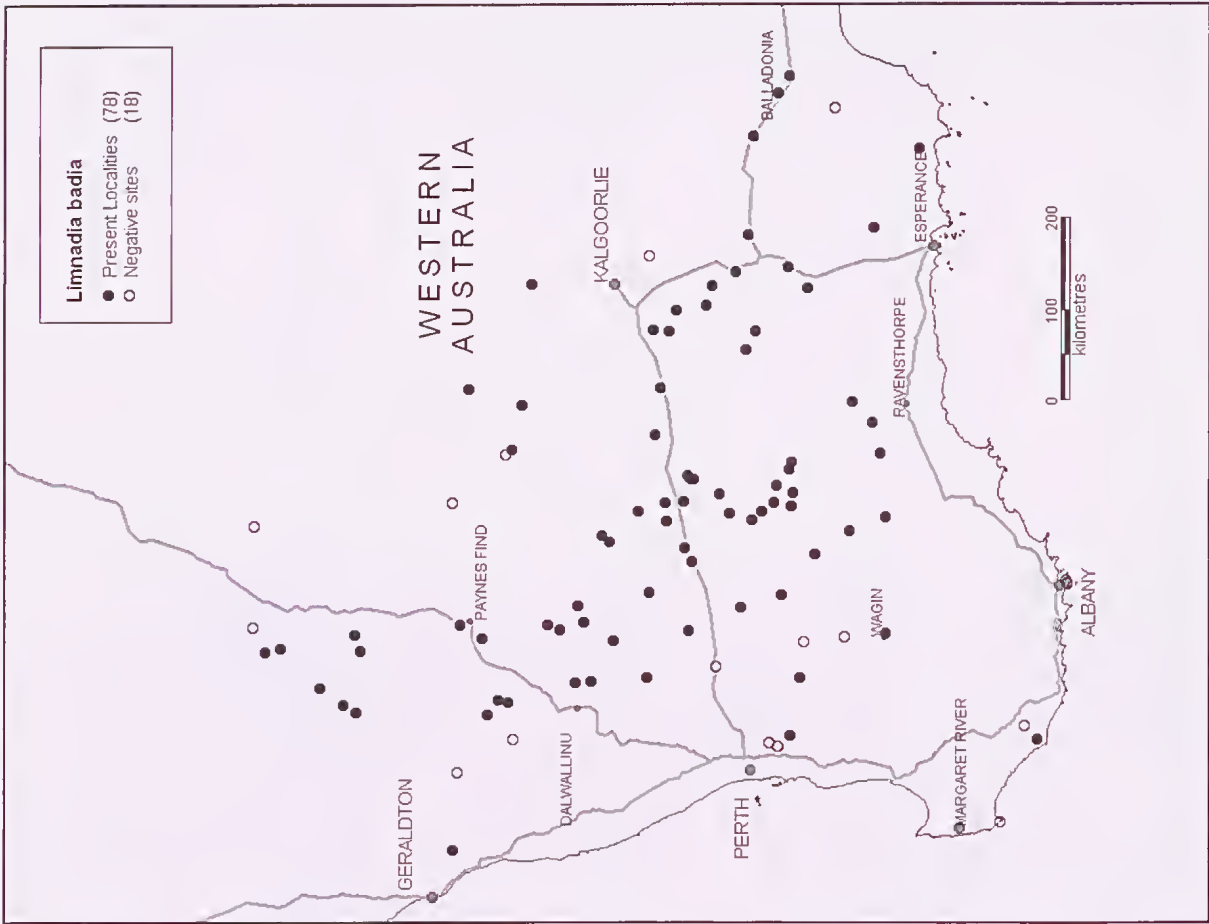 Limnadia badia
Present Localities (78)
Negative sites (18)
WESTERN
AUSTRALIA
KALGOORLIE
BALLADONIA
ESPERANCE
RAVENSTHORPE
0 100 200
kilometres
PAYNES FIND
GERALDTON
DALWALLINU
PERTH
WAGIN
MARGARET RIVER
ALBANY